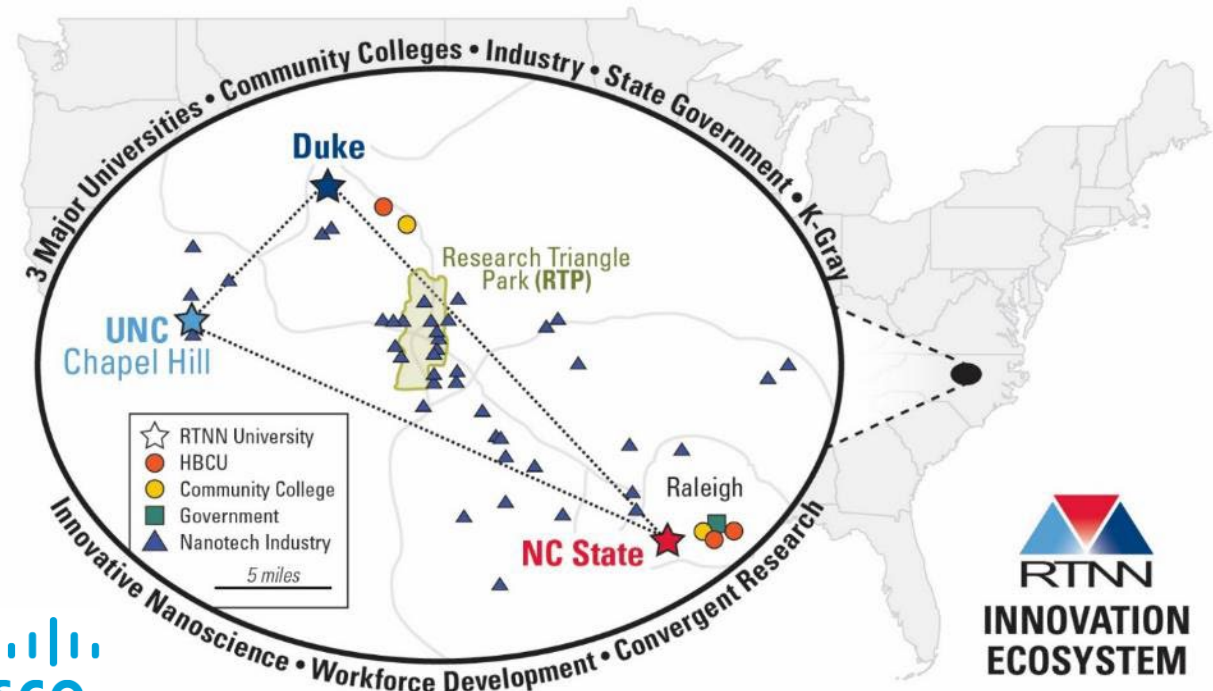 3 Major Universities • Community Colleges • Industry • State Government • K-Gray
Duke
Research Triangle
Park (RTP)
UNC
Chapel Hill
RTNN University
HBCU
Community College
Government
Nanotech Industry
5 miles
Raleigh
NC State
Innovative Nanoscience • Workforce Development • Convergent Research
RTNN
INNOVATION
ECOSYSTEM